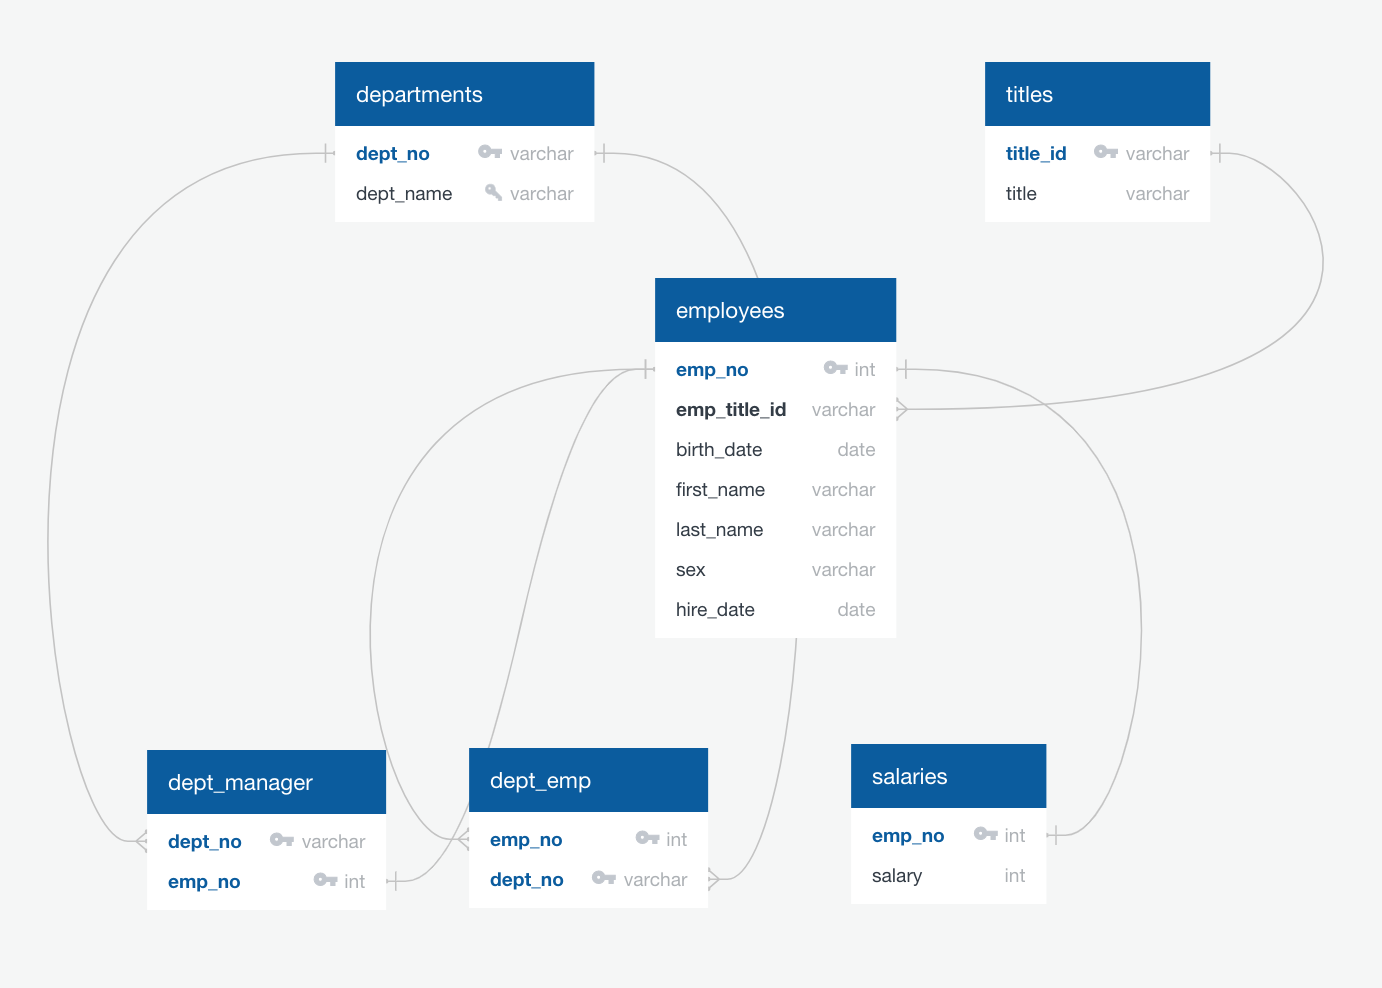 departments
dept_no varchar
dept_name varchar
titles
title_id varchar
title varchar
employees
emp_no int
emp_title_id varchar
birth_date date
first_name varchar
last_name varchar
sex varchar
hire_date date
dept_manager
dept_no varchar
emp_no int
dept_emp
emp_no int
dept_no varchar
salaries
emp_no int
salary int